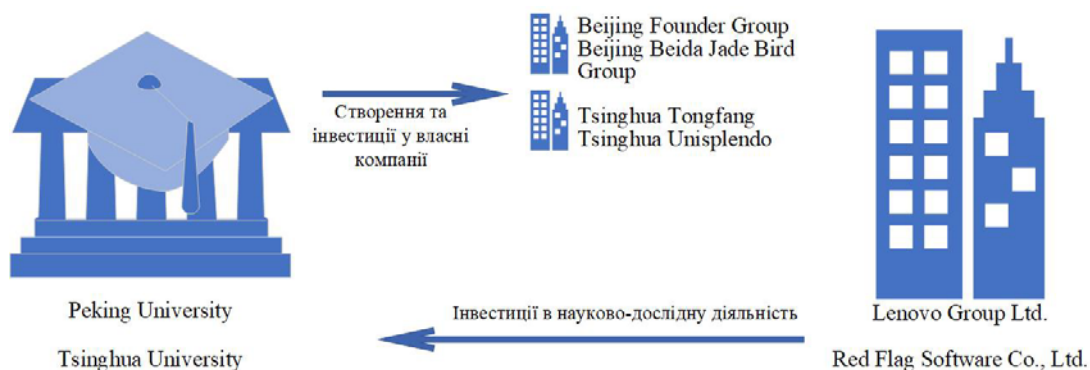 Beijing Founder Group
Beijing Beida Jade Bird
Group
Створення та
інвестиції у власні
компанії
Tsinghua Tongfang
Tsinghua Unisplendo
Peking University
Tsinghua University
Інвестиції в науково-дослідну діяльність
Lenovo Group Ltd.
Red Flag Software Co., Ltd.